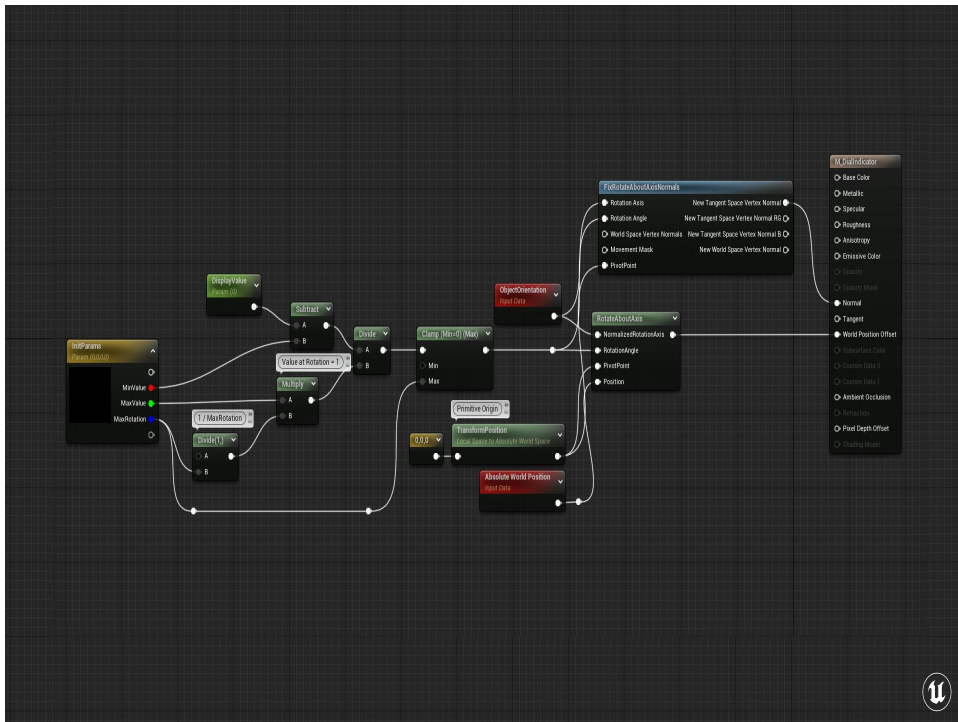 InitParams
Param (0,0,0,0)
MinValue
MaxValue
MaxRotation
DisplayValue
Param (0)
1 / MaxRotation
Divide(1,)
A
B
Subtract
A
B
Value at Rotation = 1
Multiply
A
B
Divide
A
B
Clamp (Min=0) (Max)
Min
Max
0,0,0
Primitive Origin
TransformPosition
Local Space to Absolute World Space
Absolute World Position
Input Data
ObjectOrientation
Input Data
FixRotateAboutAxisNormals
Rotation Axis New Tangent Space Vertex Normal
Rotation Angle New Tangent Space Vertex Normal RG
World Space Vertex Normals New Tangent Space Vertex Normal B
Movement Mask New World Space Vertex Normal
PivotPoint
RotateAboutAxis
NormalizedRotationAxis
RotationAngle
PivotPoint
Position
M_DialIndicator
Base Color
Metallic
Specular
Roughness
Anisotropy
Emissive Color
Opacity
Opacity Mask
Normal
Tangent
World Position Offset
Subsurface Color
Custom Data 0
Custom Data 1
Ambient Occlusion
Refraction
Pixel Depth Offset
Shading Model